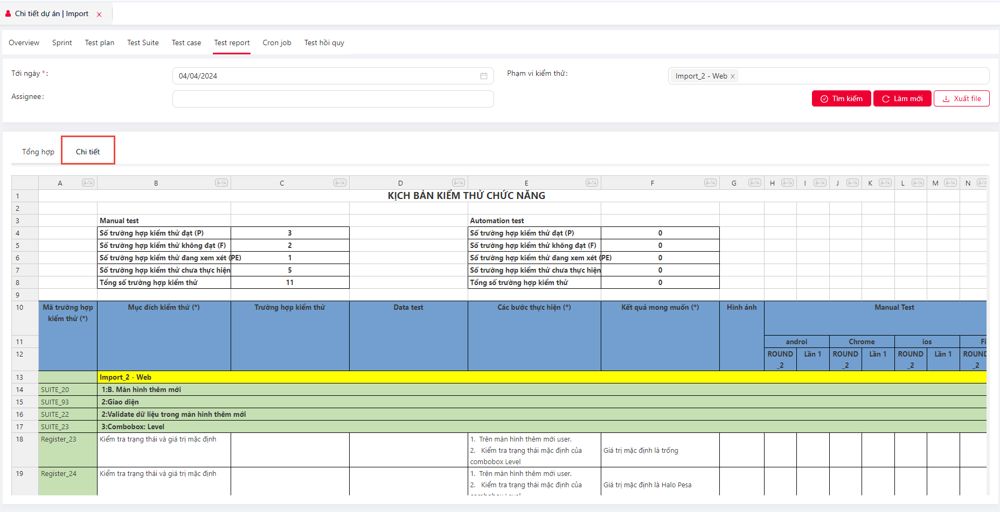 Chi tiết dự án | Import
Overview Sprint Test plan Test Suite Test case Test report Cron job Test hồi quy
Tới ngày *: 04/04/2024 Phạm vi kiểm thử: Import_2 - Web
Assignee: Tìm kiếm Làm mới Xuất file
Tổng hợp Chi tiết
A B C D E F G H I J K L M N
1 KỊCH BẢN KIỂM THỬ CHỨC NĂNG
2
3 Manual test Automation test
4 Số trường hợp kiểm thử đạt (P) 3 Số trường hợp kiểm thử đạt (P) 0
5 Số trường hợp kiểm thử không đạt (F) 2 Số trường hợp kiểm thử không đạt (F) 0
6 Số trường hợp kiểm thử đang xem xét (PE) 1 Số trường hợp kiểm thử đang xem xét (PE) 0
7 Số trường hợp kiểm thử chưa thực hiện 5 Số trường hợp kiểm thử chưa thực hiện 0
8 Tổng số trường hợp kiểm thử 11 Tổng số trường hợp kiểm thử 0
9
10 Mã trường hợp Mục đích kiểm thử (*) Trường hợp kiểm thử Data test Các bước thực hiện (*) Kết quả mong muốn (*) Hình ảnh Manual Test
kiểm thử (*)
11 androi Chrome ios Fi
12 ROUND Lần 1 ROUND Lần 1 ROUND Lần 1 ROUND
_2 _2 _2 _2
13 Import_2 - Web
14 SUITE_20 1:B. Màn hình thêm mới
15 SUITE_93 2:Giao diện
16 SUITE_22 2:Validate dữ liệu trong màn hình thêm mới
17 SUITE_23 3:Combobox: Level
18 Register_23 Kiểm tra trạng thái và giá trị mặc định 1. Trên màn hình thêm mới user.
2. Kiểm tra trạng thái mặc định của Giá trị mặc định là trống
combobox Level
19 Register_24 Kiểm tra trạng thái và giá trị mặc định 1. Trên màn hình thêm mới user.
2. Kiểm tra trạng thái mặc định của Giá trị mặc định là Halo Pesa
combobox Level